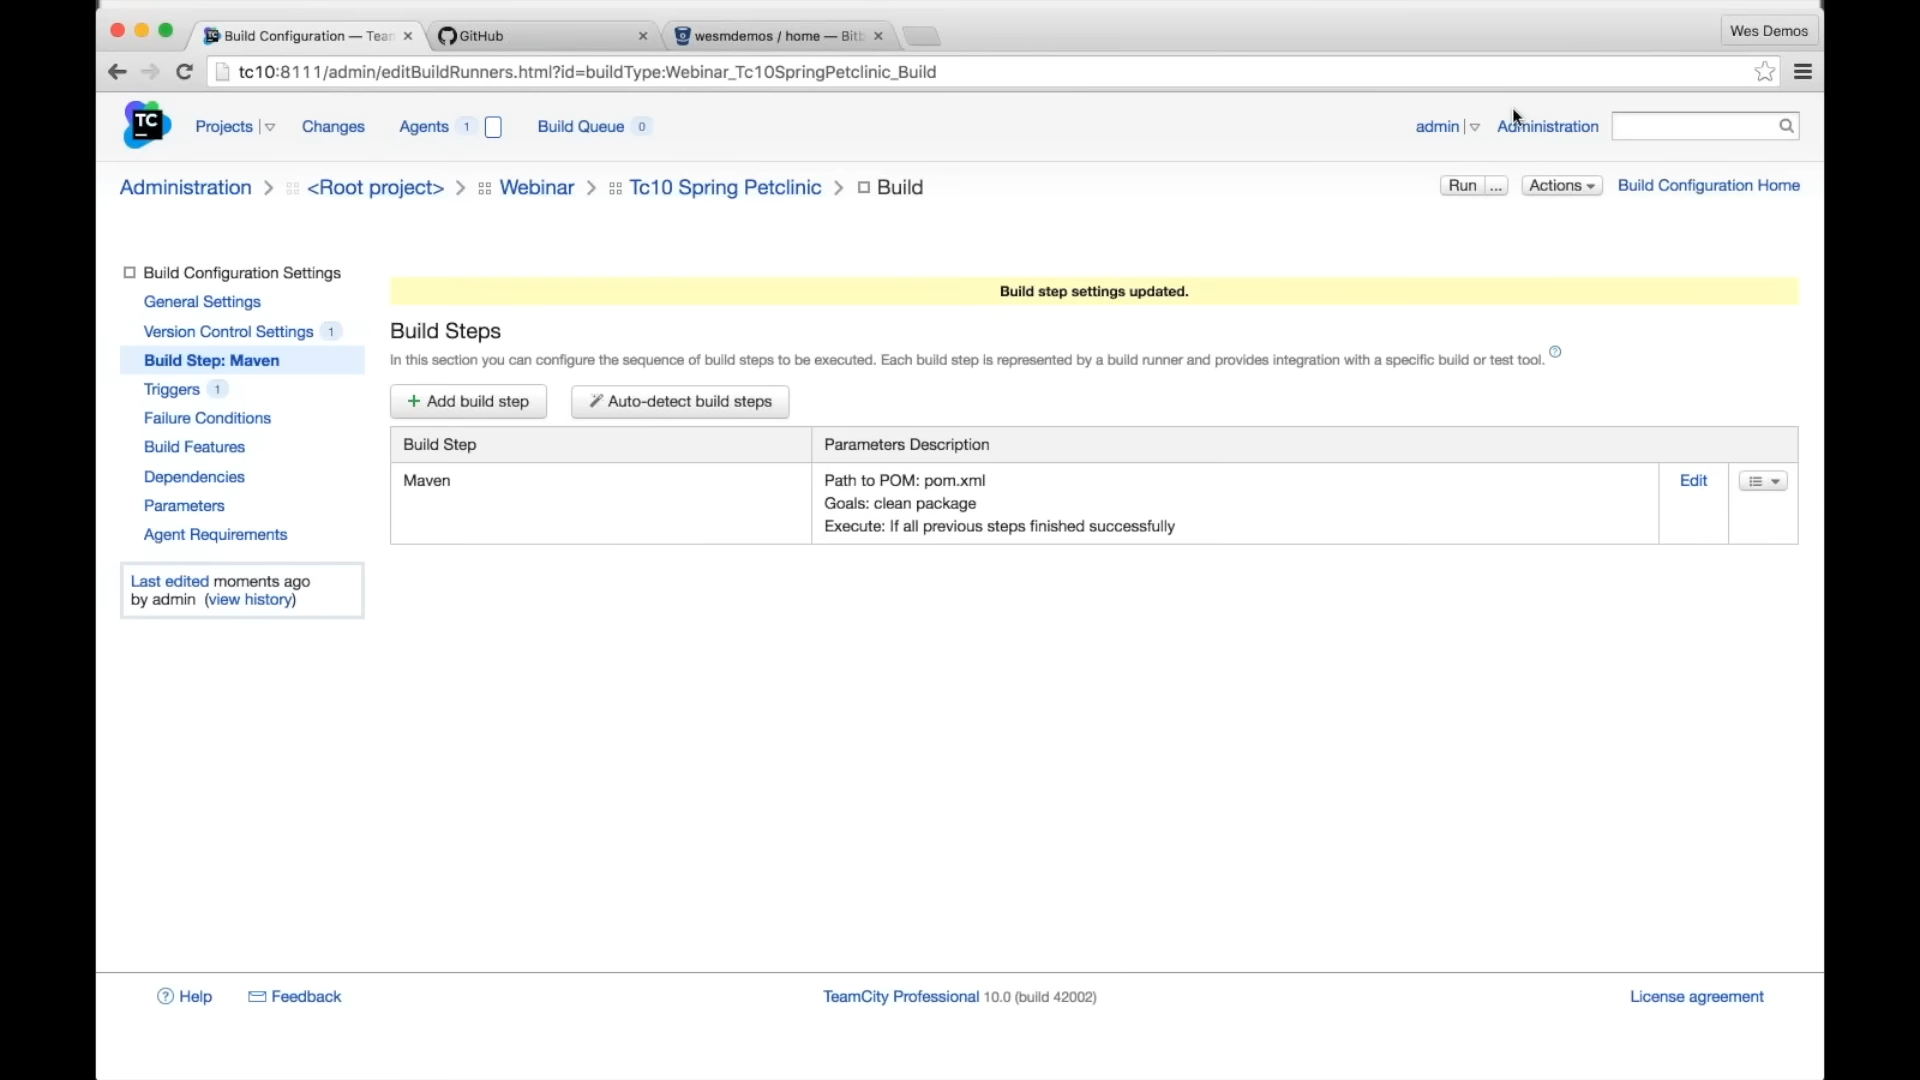 Build Configuration — Tean
GitHub
wesmdemos / home — Bitb
Wes Demos
tc10:8111/admin/editBuildRunners.html?id=buildType:Webinar_Tc10SpringPetclinic_Build
TC
Projects
Changes
Agents 1
Build Queue 0
admin
Administration
Administration
<Root project>
Webinar
Tc10 Spring Petclinic
Build
Run ...
Actions
Build Configuration Home
Build Configuration Settings
General Settings
Version Control Settings 1
Build Step: Maven
Triggers 1
Failure Conditions
Build Features
Dependencies
Parameters
Agent Requirements
Last edited moments ago
by admin (view history)
Build step settings updated.
Build Steps
In this section you can configure the sequence of build steps to be executed. Each build step is represented by a build runner and provides integration with a specific build or test tool. ?
+ Add build step
Auto-detect build steps
Build Step
Parameters Description
Maven
Path to POM: pom.xml
Goals: clean package
Execute: If all previous steps finished successfully
Edit
? Help
Feedback
TeamCity Professional 10.0 (build 42002)
License agreement